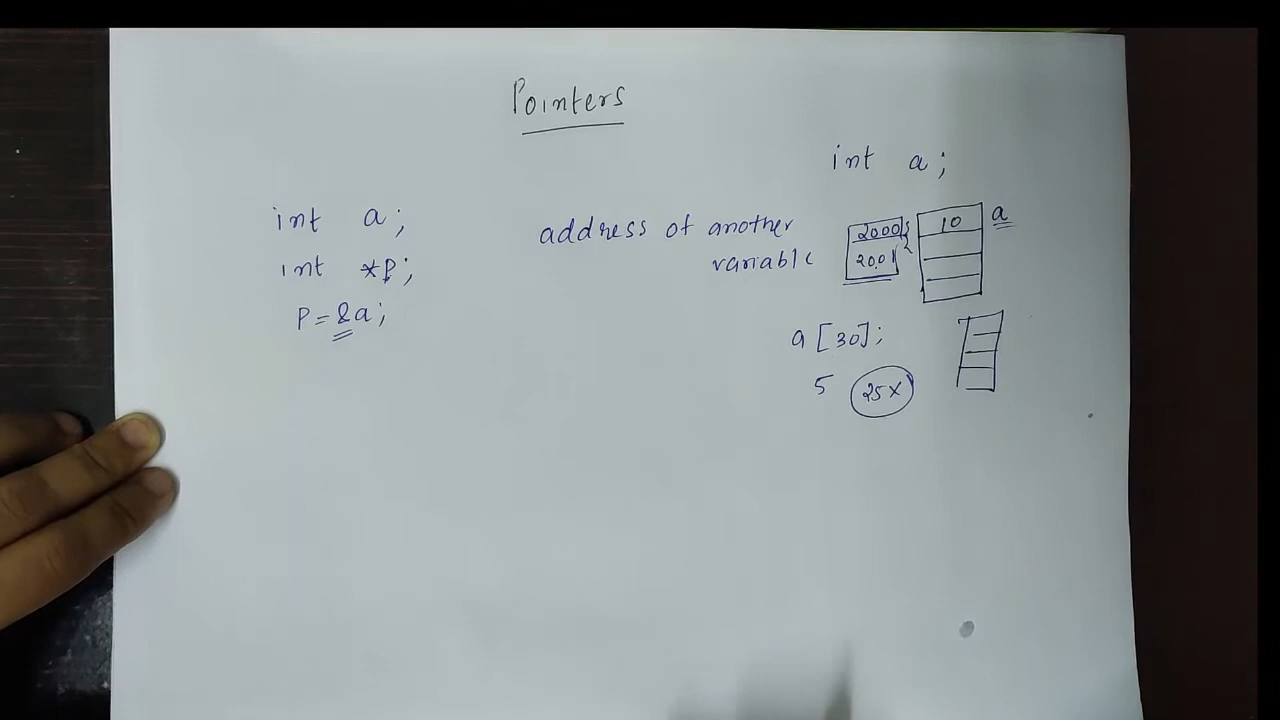 Pointers
int a;
int a;
int *p;
P = &a;
address of another
variable
2000
2001
10
a
a [30];
5 25x